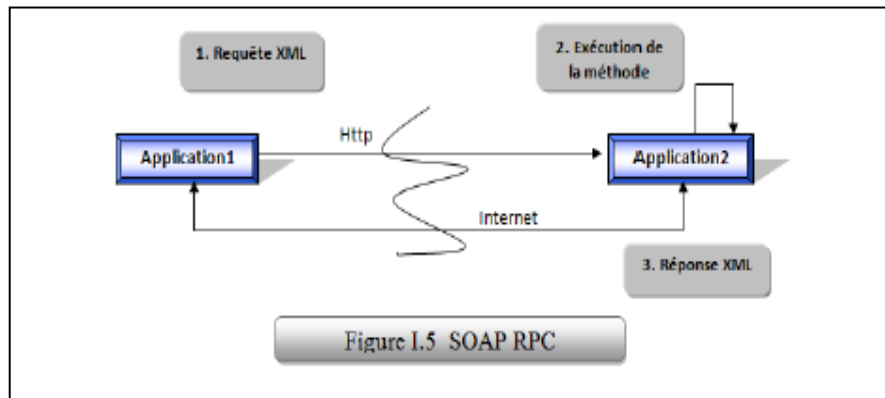 1. Requête XML
2. Exécution de
la méthode
Http
Application1
Application2
Internet
3. Réponse XML
Figure I.5 SOAP RPC